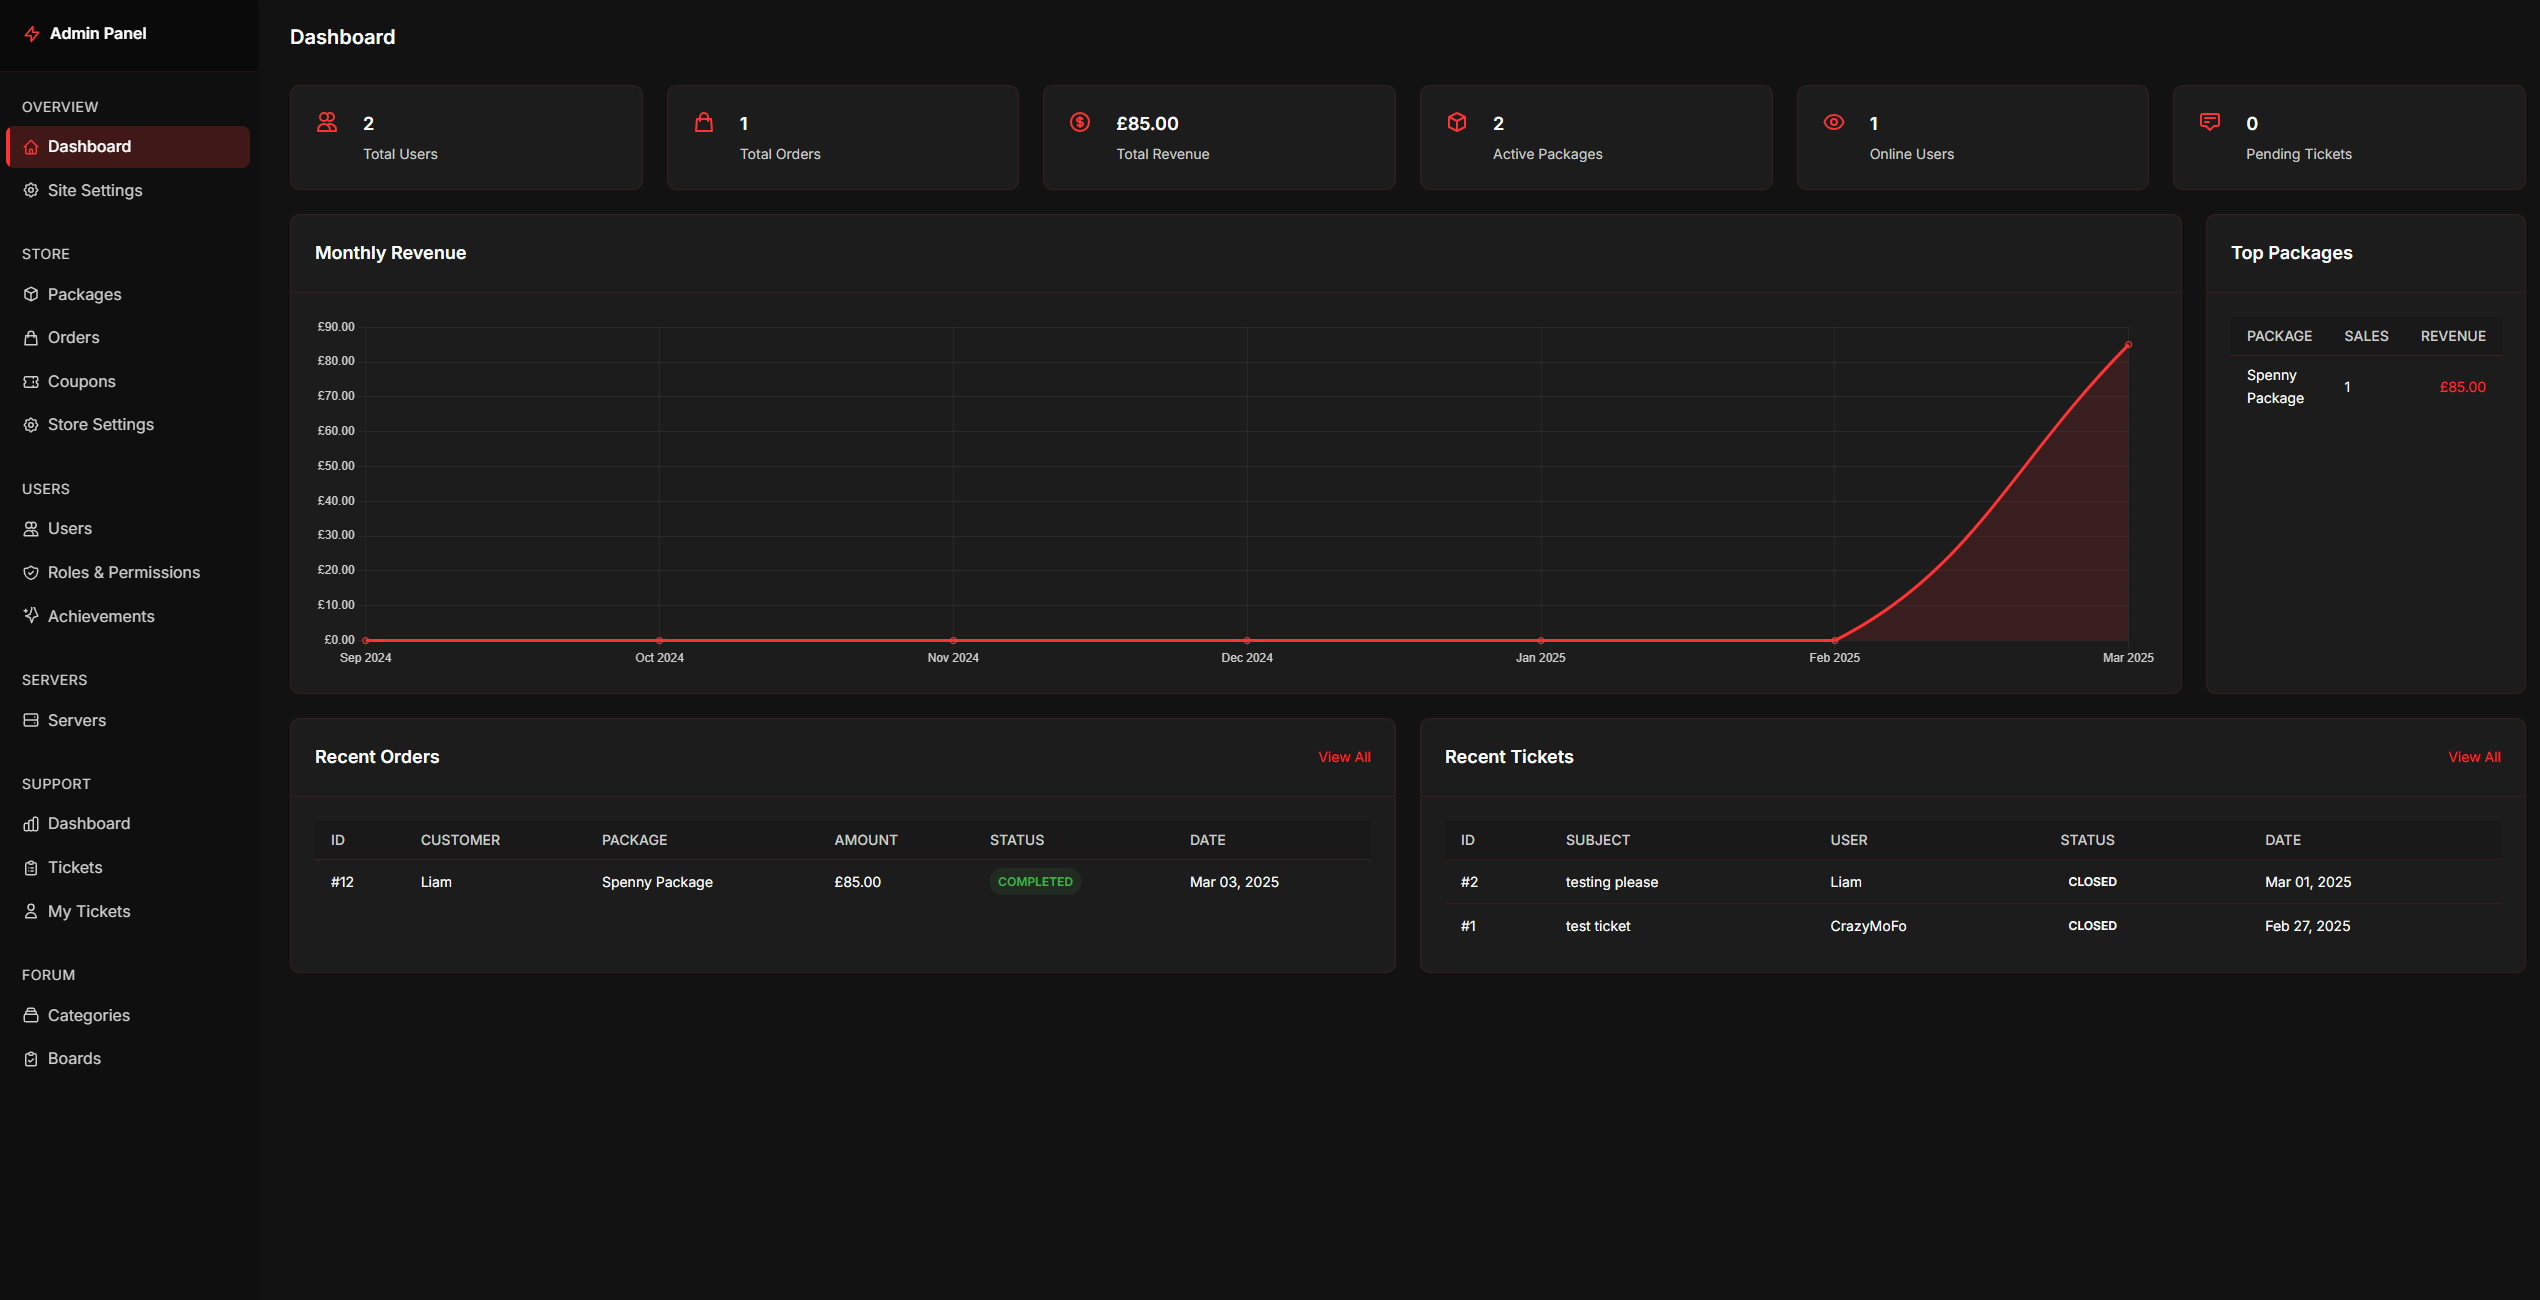 Admin Panel
OVERVIEW
Dashboard
Site Settings
STORE
Packages
Orders
Coupons
Store Settings
USERS
Users
Roles & Permissions
Achievements
SERVERS
Servers
SUPPORT
Dashboard
Tickets
My Tickets
FORUM
Categories
Boards
Dashboard
2
Total Users
1
Total Orders
£85.00
Total Revenue
2
Active Packages
1
Online Users
0
Pending Tickets
Monthly Revenue
£90.00
£80.00
£70.00
£60.00
£50.00
£40.00
£30.00
£20.00
£10.00
£0.00
Sep 2024 Oct 2024 Nov 2024 Dec 2024 Jan 2025 Feb 2025 Mar 2025
Top Packages
PACKAGE SALES REVENUE
Spenny
Package
1 £85.00
Recent Orders View All
ID CUSTOMER PACKAGE AMOUNT STATUS DATE
#12 Liam Spenny Package £85.00 COMPLETED Mar 03, 2025
Recent Tickets View All
ID SUBJECT USER STATUS DATE
#2 testing please Liam CLOSED Mar 01, 2025
#1 test ticket CrazyMoFo CLOSED Feb 27, 2025